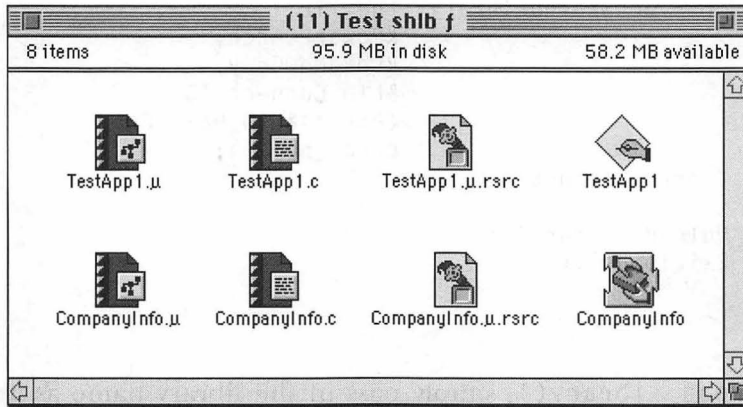 (11) Test shlb ƒ
8 items 95.9 MB in disk 58.2 MB available
TestApp1.µ TestApp1.c TestApp1.µ.rsrc TestApp1
CompanyInfo.µ CompanyInfo.c CompanyInfo.µ.rsrc CompanyInfo